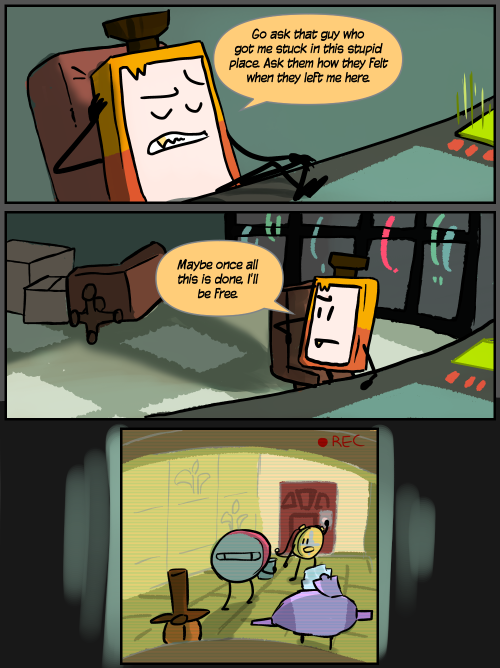 Go ask that guy who
got me stuck in this stupid
place. Ask them how they Felt
when they left me here.
Maybe once all
this is done, I'll
be Free.
REC